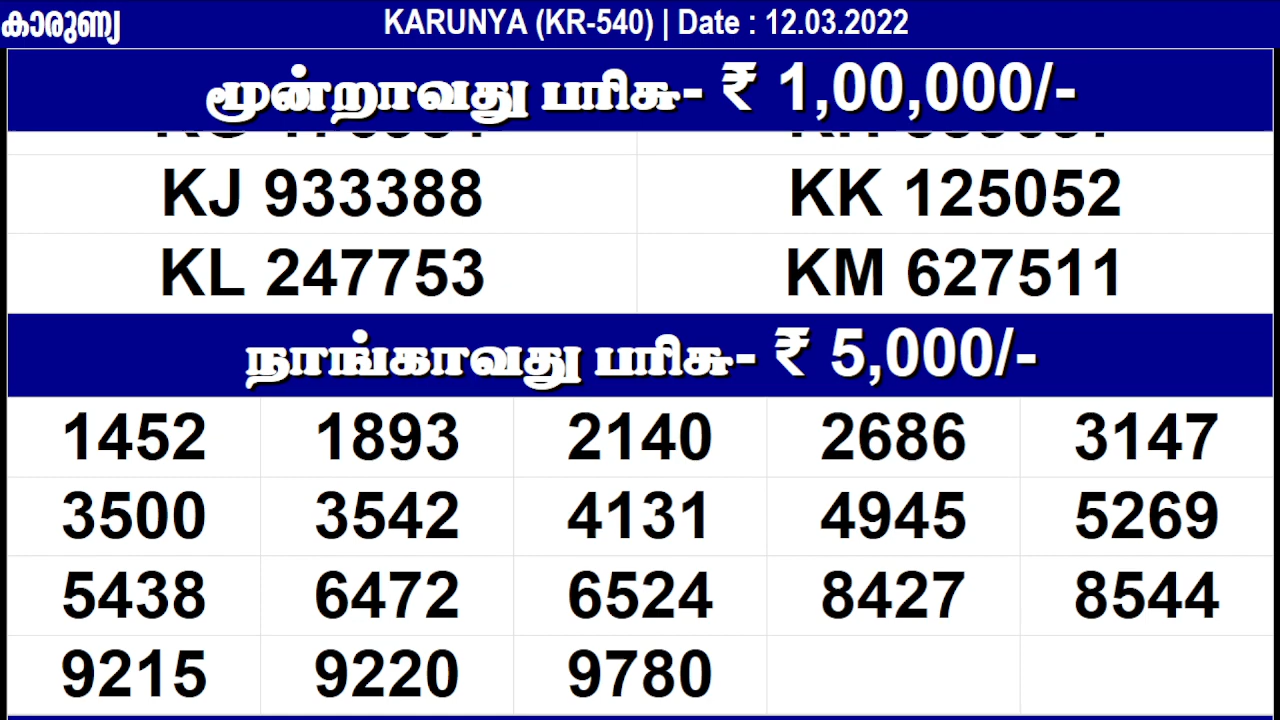 കാരുണ്യ KARUNYA (KR-540) | Date : 12.03.2022
மூன்றாவது பரிசு- ₹ 1,00,000/-
KJ 933388 KK 125052
KL 247753 KM 627511
நாங்காவது பரிசு- ₹ 5,000/-
1452 1893 2140 2686 3147
3500 3542 4131 4945 5269
5438 6472 6524 8427 8544
9215 9220 9780